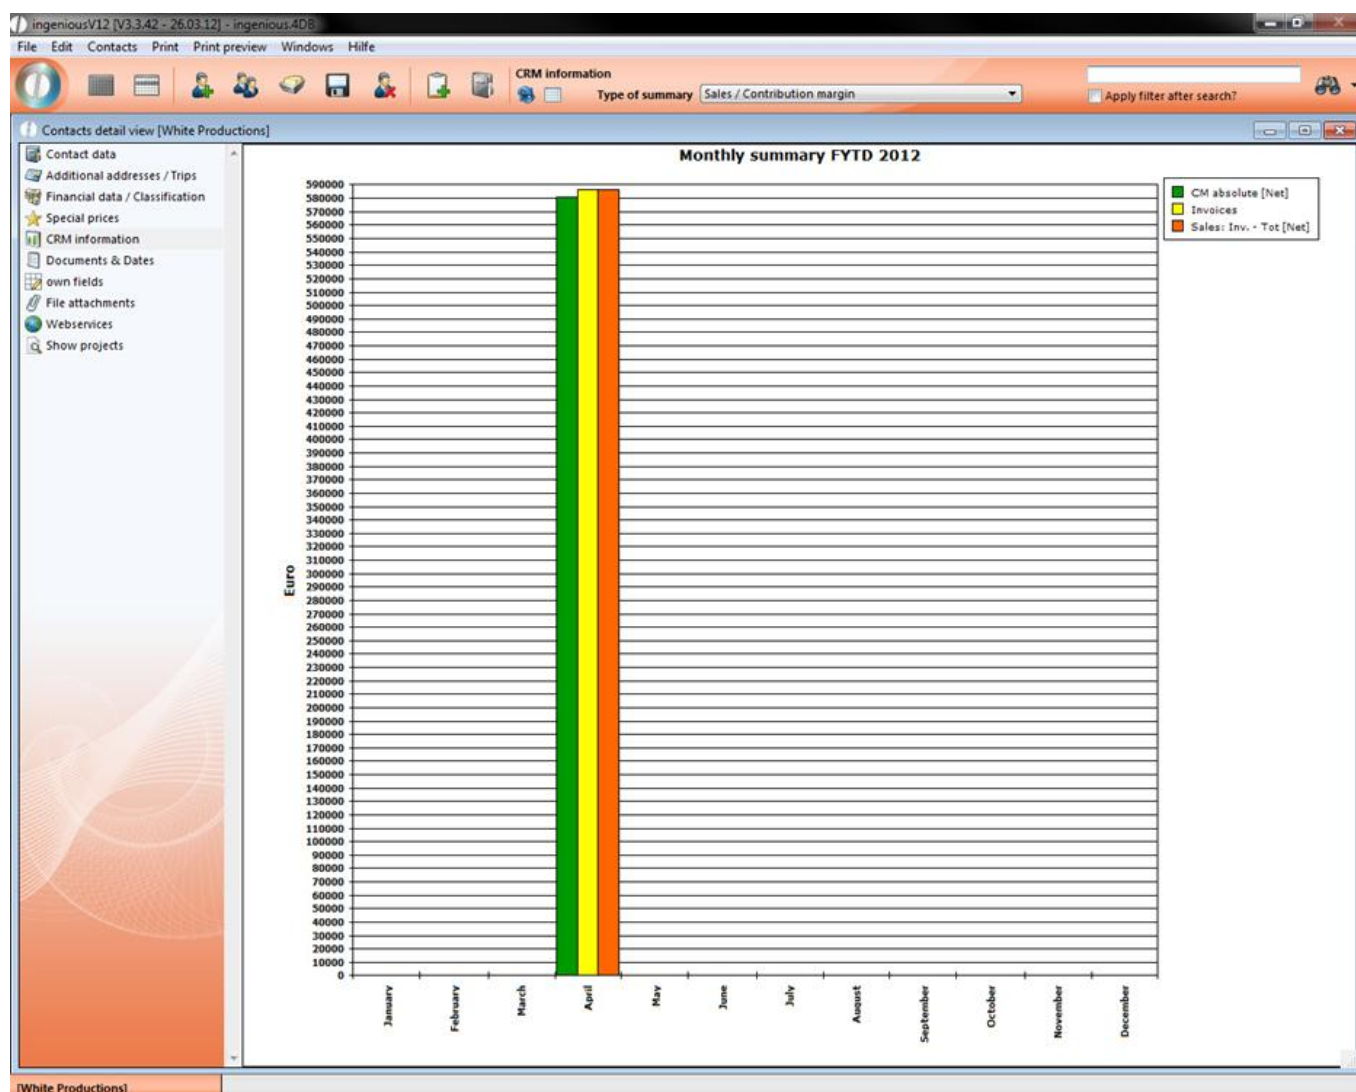 ingeniousV12 [V3.3.42 - 26.03.12] - ingenious.4DB
File Edit Contacts Print Print preview Windows Hilfe
CRM information
Type of summary Sales / Contribution margin
Apply filter after search?
Contacts detail view [White Productions]
Contact data
Additional addresses / Trips
Financial data / Classification
Special prices
CRM information
Documents & Dates
own fields
File attachments
Webservices
Show projects
Monthly summary FYTD 2012
590000
580000
570000
560000
550000
540000
530000
520000
510000
500000
490000
480000
470000
460000
450000
440000
430000
420000
410000
400000
390000
380000
370000
360000
350000
340000
330000
320000
310000
300000
290000
280000
270000
260000
250000
240000
230000
220000
210000
200000
190000
180000
170000
160000
150000
140000
130000
120000
110000
100000
90000
80000
70000
60000
50000
40000
30000
20000
10000
0
Euro
January
February
March
April
May
June
July
August
September
October
November
December
CM absolute [Net]
Invoices
Sales: Inv. - Tot [Net]
[White Productions]